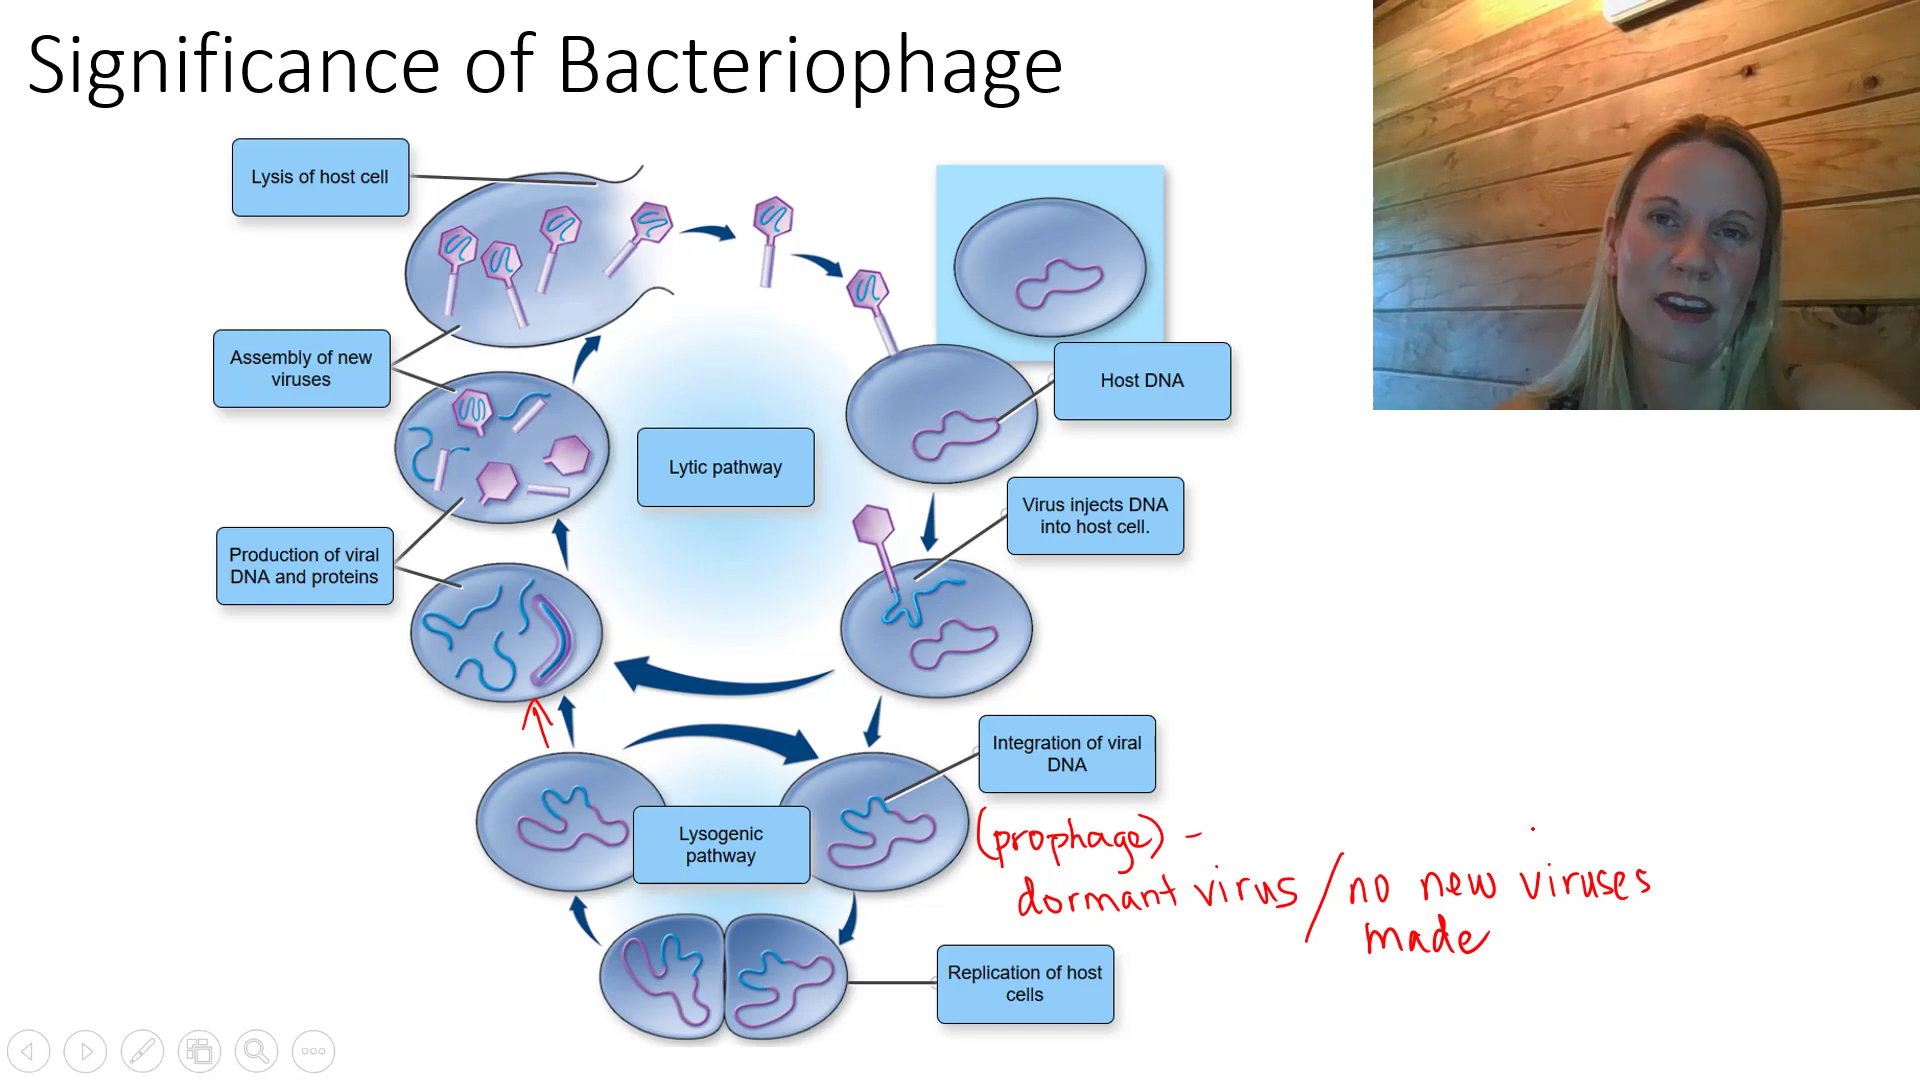 Significance of Bacteriophage
Lysis of host cell
Assembly of new
viruses
Host DNA
Lytic pathway
Virus injects DNA
into host cell.
Production of viral
DNA and proteins
Integration of viral
DNA
Lysogenic
pathway
(prophage) -
dormant virus / no new viruses
made
Replication of host
cells